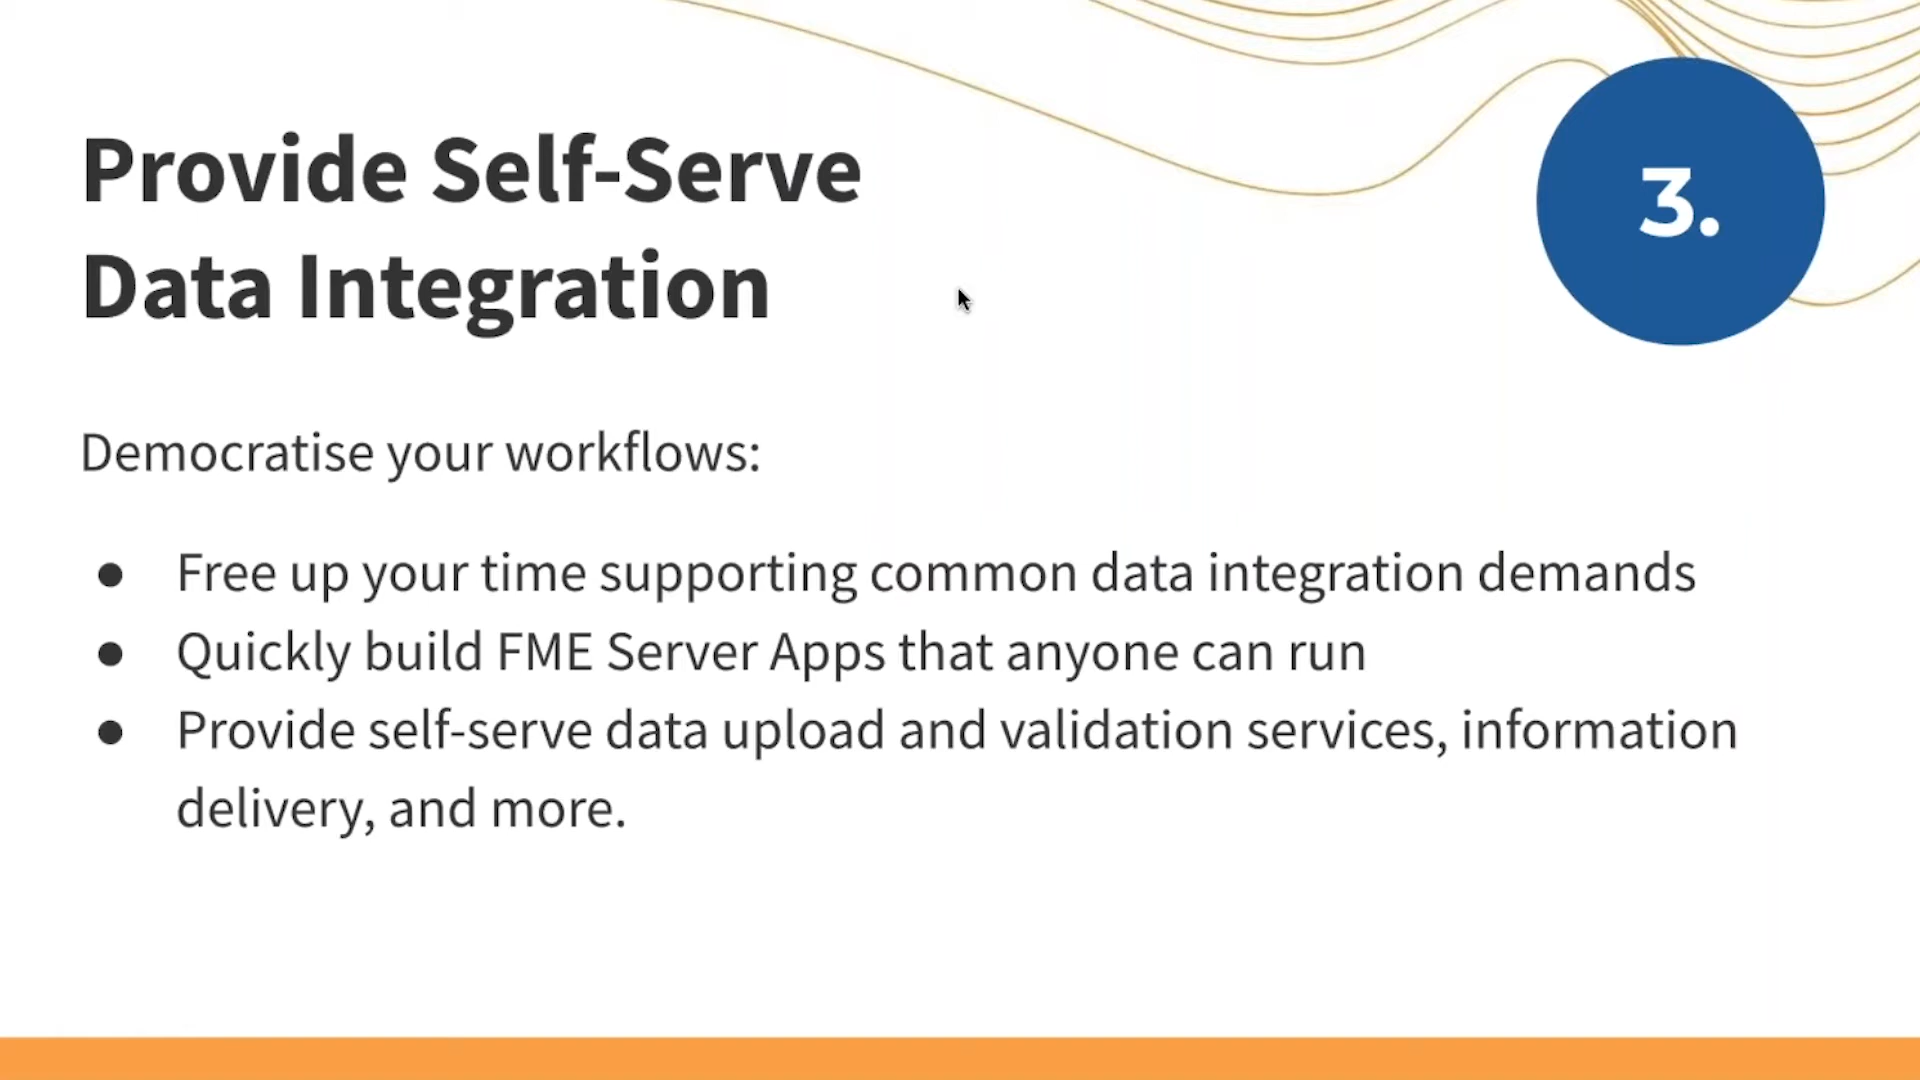 Provide Self-Serve
Data Integration
3.
Democratise your workflows:
● Free up your time supporting common data integration demands
● Quickly build FME Server Apps that anyone can run
● Provide self-serve data upload and validation services, information
delivery, and more.